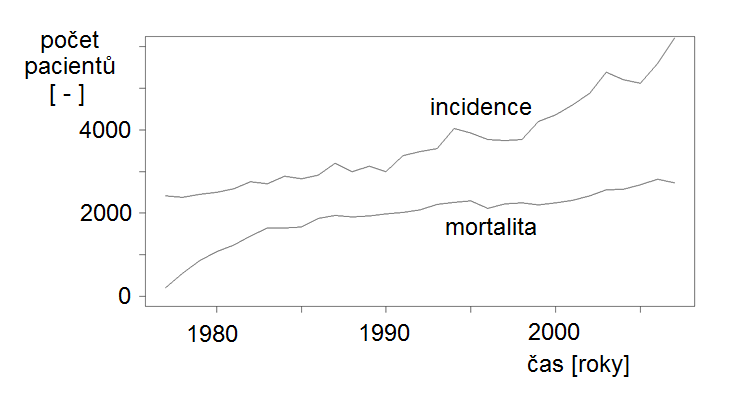 počet
pacientů
[ - ]
incidence
4000
2000
mortalita
0
1980
1990
2000
čas [roky]